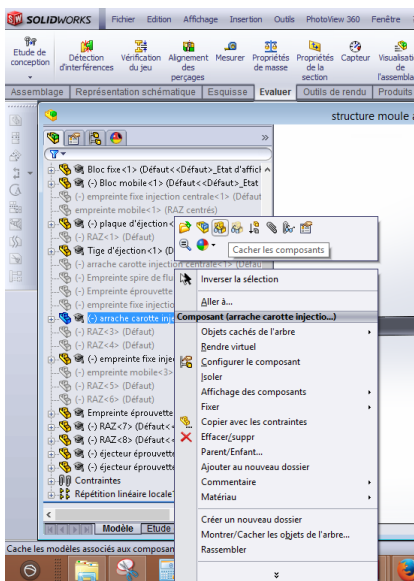 SOLIDWORKS Fichier Edition Affichage Insertion Outils PhotoView 360 Fenêtre
Etude de conception
Détection d'interférences
Vérification du jeu
Alignement des perçages
Mesurer
Propriétés de masse
Propriétés de la section
Capteur
Visualisati de l'assembla
Assemblage Représentation schématique Esquisse Evaluer Outils de rendu Produits
structure moule a
»
Bloc fixe<1> (Défaut<<Défaut>_Etat d'affich
(-) Bloc mobile<1> (Défaut<<Défaut>_Etat
(-) empreinte fixe injection centrale<1> (Défaut
empreinte mobile<1> (RAZ centrés)
(-) plaque d'éjection<
(-) RAZ<1> (Défaut)
Tige d'éjection<1> (D
(-) arrache carotte injection centrale<1> (Défau
(-) Empreinte spire de flu
(-) Empreinte éprouvette
(-) empreinte fixe injectio
(-) arrache carotte inje
(-) RAZ<3> (Défaut)
(-) RAZ<4> (Défaut)
(-) empreinte fixe injec
(-) empreinte mobile<3>
(-) RAZ<5> (Défaut)
(-) RAZ<6> (Défaut)
Empreinte éprouvette
(-) RAZ<7> (Défaut<<
(-) RAZ<8> (Défaut<<
(-) éjecteur éprouvette
(-) éjecteur éprouvette
Contraintes
Répétition linéaire locale
Modèle Etude
Cache les modèles associés aux composan
Cacher les composants
Inverser la sélection
Aller à...
Composant (arrache carotte injectio...)
Objets cachés de l'arbre
Rendre virtuel
Configurer le composant
Isoler
Affichage des composants
Fixer
Copier avec les contraintes
Effacer/suppr
Parent/Enfant...
Ajouter au nouveau dossier
Commentaire
Matériau
Créer un nouveau dossier
Montrer/Cacher les objets de l'arbre...
Rassembler